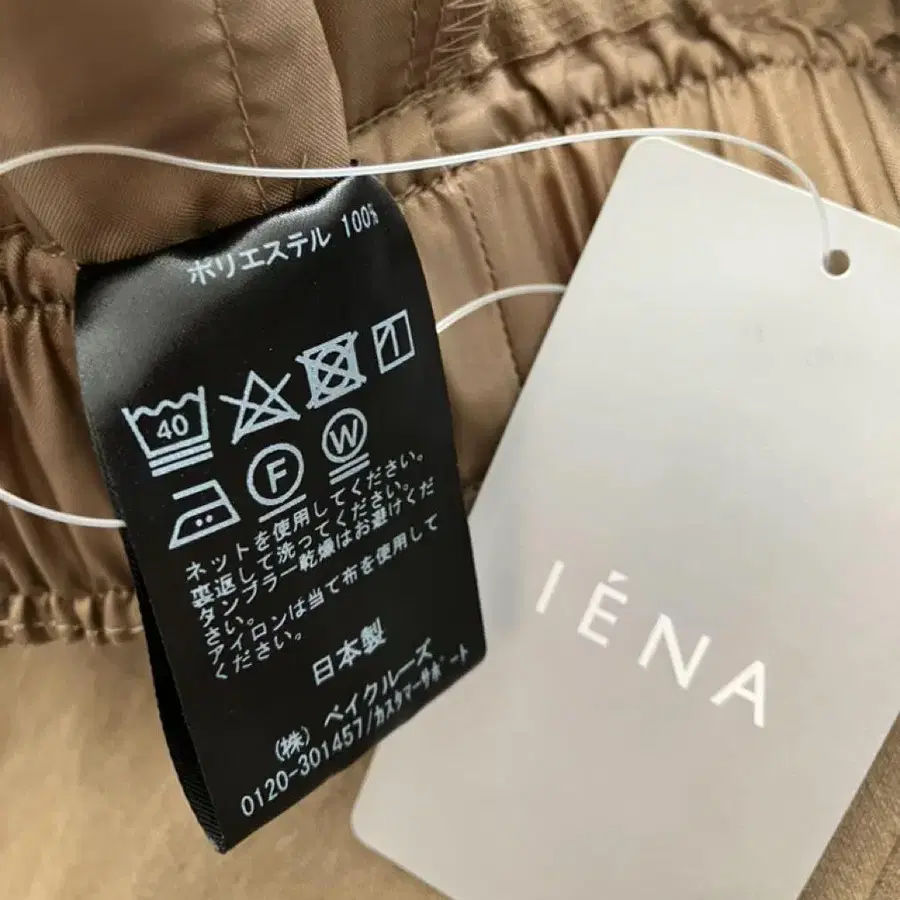 ポリエステル 100%
40
F W
ネットを使用してください。
裏返して洗ってください。
タンブラー乾燥はお避けくだ
さい。
アイロンは当て布を使用して
ください。
日本製
(株) ベイクルーズ
0120-301457/カスタマーサポート
IÉNA